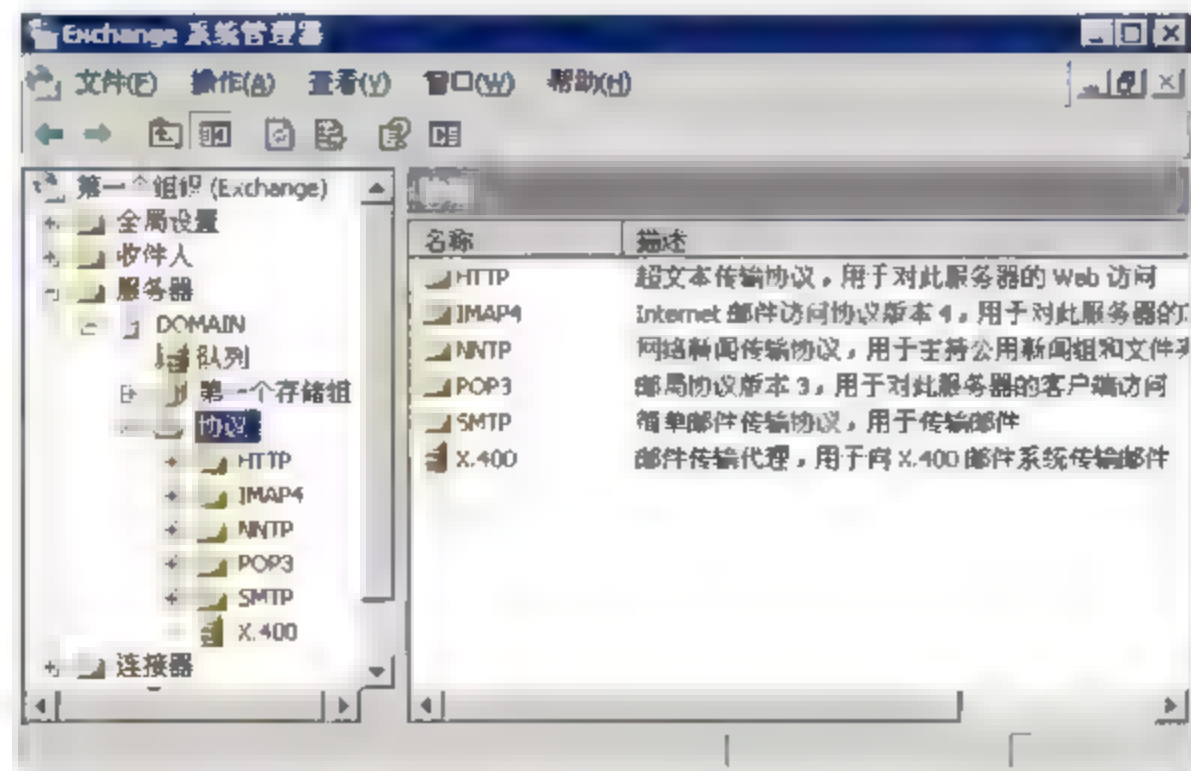 Exchange 系统管理器
文件(F) 操作(A) 查看(V) 窗口(W) 帮助(H)
第一个组织 (Exchange)
全局设置
收件人
服务器
DOMAIN
队列
第一个存储组
协议
HTTP
IMAP4
NNTP
POP3
SMTP
X.400
连接器
名称 描述
HTTP 超文本传输协议，用于对此服务器的 Web 访问
IMAP4 Internet 邮件访问协议版本 4，用于对此服务器的
NNTP 网络新闻传输协议，用于主持公用新闻组和文件夹
POP3 邮局协议版本 3，用于对此服务器的客户端访问
SMTP 简单邮件传输协议，用于传输邮件
X.400 邮件传输代理，用于向 X.400 邮件系统传输邮件